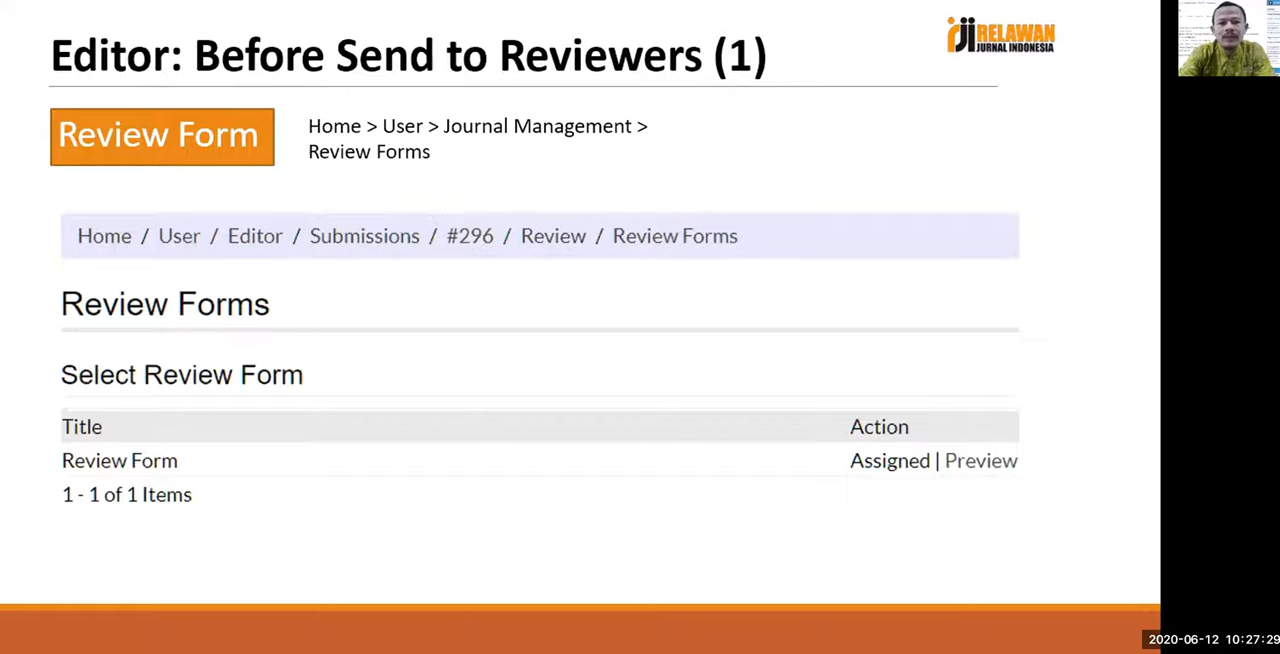 Editor: Before Send to Reviewers (1)
RELAWAN
JURNAL INDONESIA
Review Form
Home > User > Journal Management >
Review Forms
Home / User / Editor / Submissions / #296 / Review / Review Forms
Review Forms
Select Review Form
Title Action
Review Form Assigned | Preview
1 - 1 of 1 Items
2020-06-12 10:27:29